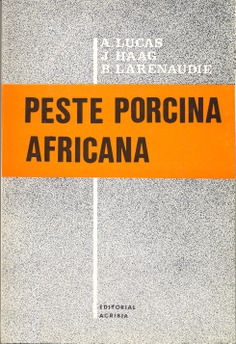 A. LUCAS
J. HAAG
B. LARENAUDIE
PESTE PORCINA
AFRICANA
EDITORIAL
ACRIBIA